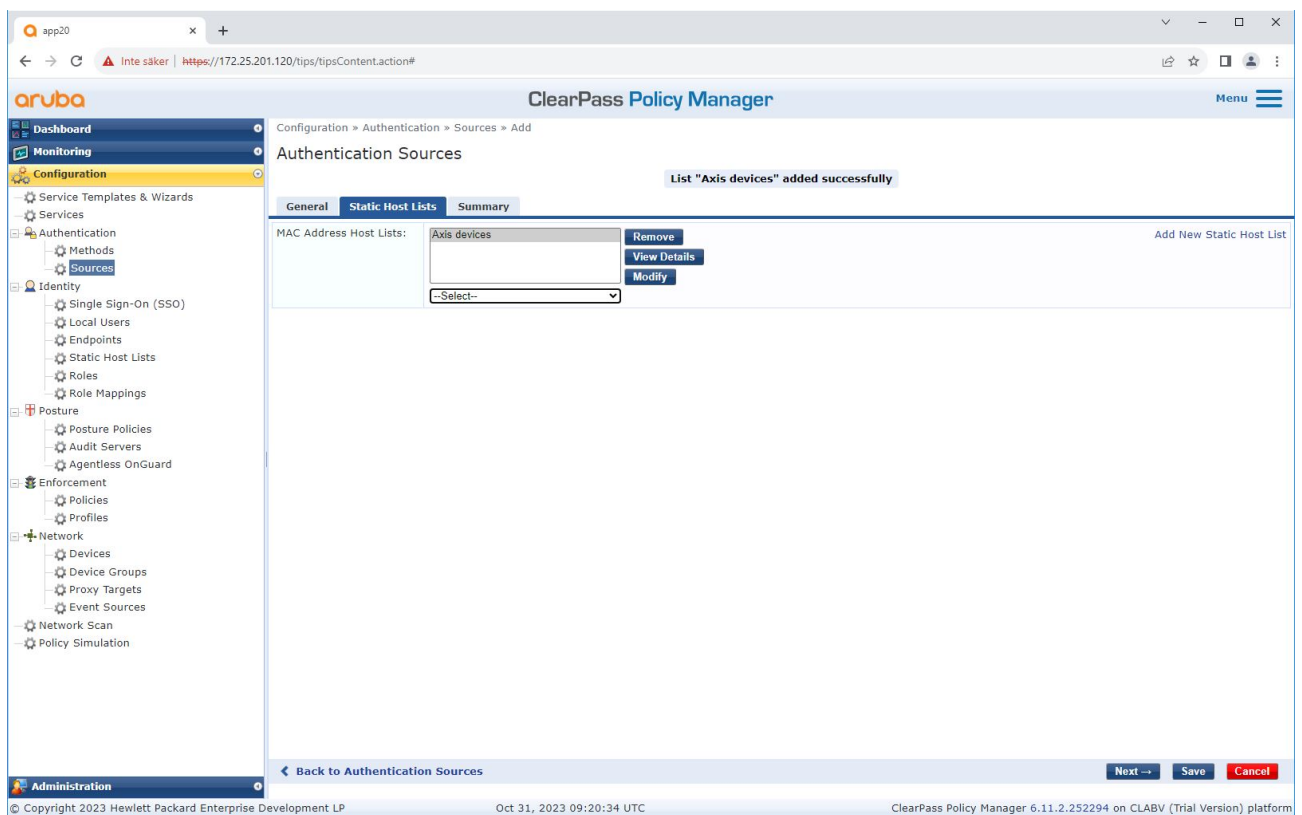 app20
Inte säker | https://172.25.201.120/tips/tipsContent.action#
aruba
ClearPass Policy Manager
Menu
Dashboard
Monitoring
Configuration
Service Templates & Wizards
Services
Authentication
Methods
Sources
Identity
Single Sign-On (SSO)
Local Users
Endpoints
Static Host Lists
Roles
Role Mappings
Posture
Posture Policies
Audit Servers
Agentless OnGuard
Enforcement
Policies
Profiles
Network
Devices
Device Groups
Proxy Targets
Event Sources
Network Scan
Policy Simulation
Administration
Configuration » Authentication » Sources » Add
Authentication Sources
List "Axis devices" added successfully
General Static Host Lists Summary
MAC Address Host Lists:
Axis devices
Remove
View Details
Modify
--Select--
Add New Static Host List
Back to Authentication Sources
Next→ Save Cancel
© Copyright 2023 Hewlett Packard Enterprise Development LP Oct 31, 2023 09:20:34 UTC ClearPass Policy Manager 6.11.2.252294 on CLABV (Trial Version) platform